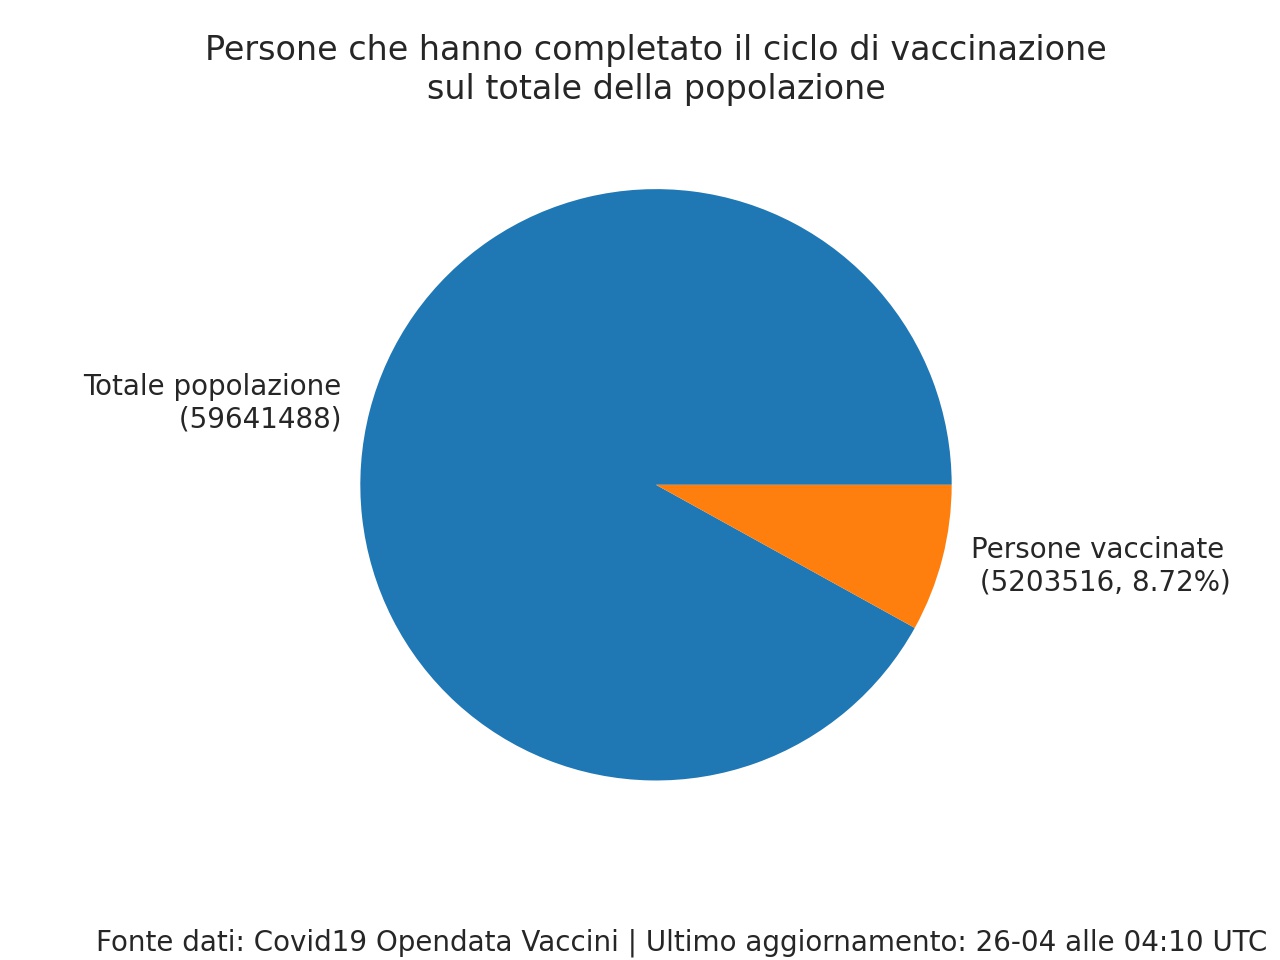 Persone che hanno completato il ciclo di vaccinazione
sul totale della popolazione
Totale popolazione
(59641488)
Persone vaccinate
(5203516, 8.72%)
Fonte dati: Covid19 Opendata Vaccini | Ultimo aggiornamento: 26-04 alle 04:10 UTC